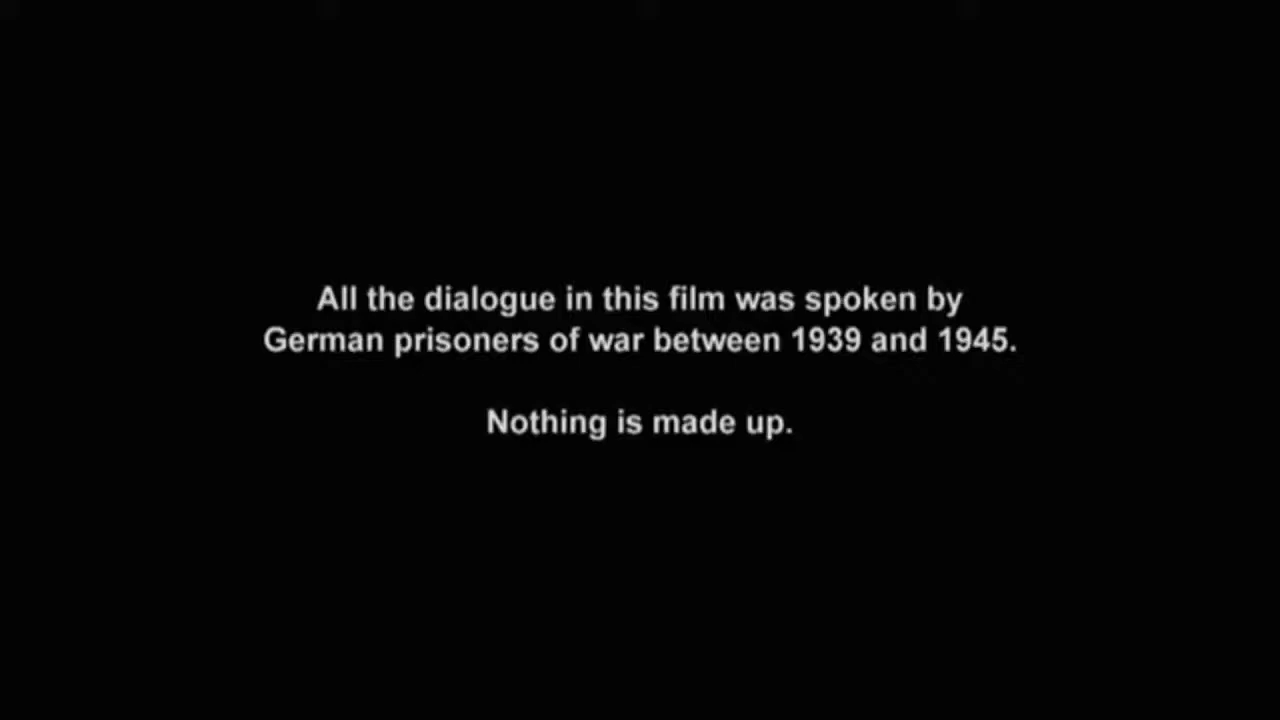 All the dialogue in this film was spoken by
German prisoners of war between 1939 and 1945.
Nothing is made up.